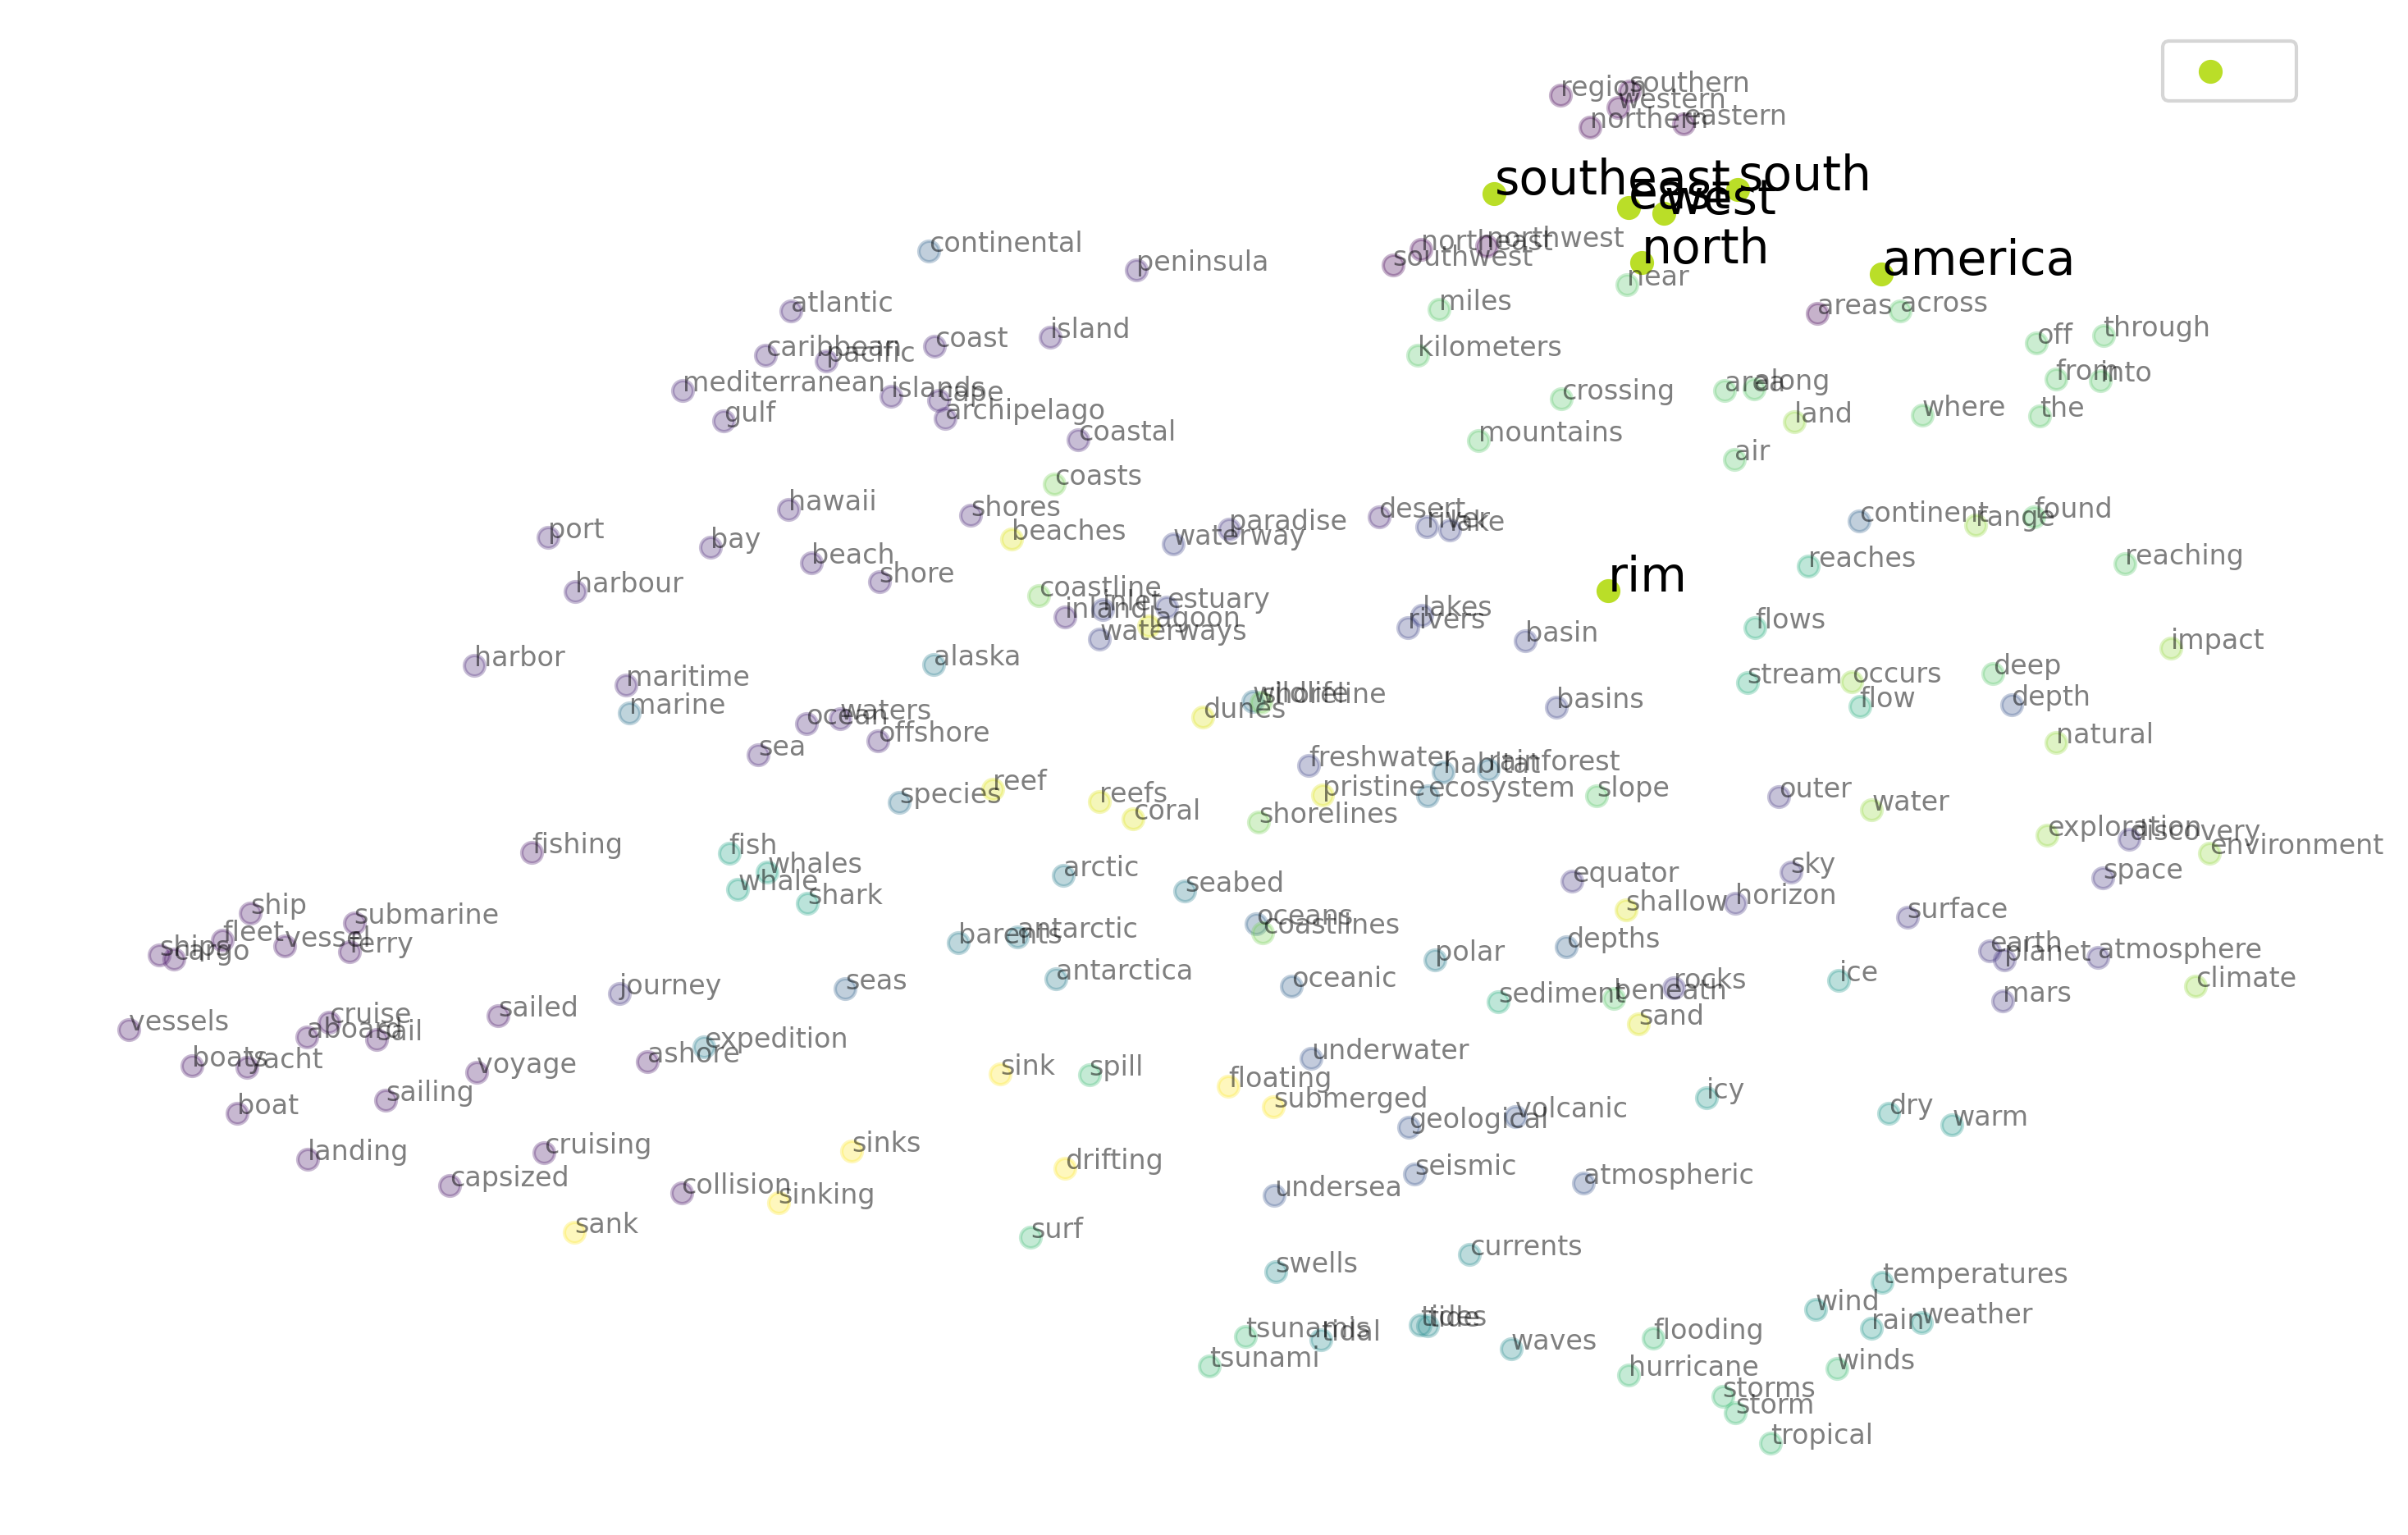 southern
region
western
northern
eastern
southeast
south
east
west
northeast
northwest
north
continental
peninsula
southwest
america
near
atlantic
miles
areas
across
island
coast
off
through
caribbean
pacific
kilometers
mediterranean
islands
cape
crossing
area
along
from
into
gulf
archipelago
land
where
the
coastal
mountains
air
coasts
hawaii
shores
desert
continent
range
found
port
bay
beaches
waterway
paradise
river
lake
beach
reaches
reaching
harbour
shore
coastline
rim
inland
inlet
estuary
lagoon
waterways
lakes
rivers
basin
flows
impact
harbor
maritime
alaska
stream
occurs
deep
marine
ocean
waters
dunes
wildlife
shoreline
basins
flow
depth
sea
offshore
natural
freshwater
habitat
rainforest
species
reef
reefs
coral
pristine
ecosystem
slope
outer
water
shorelines
exploration
discovery
environment
fishing
fish
whales
whale
shark
arctic
seabed
equator
sky
space
ship
submarine
shallow
horizon
surface
fleet
vessel
ferry
ships
cargo
barents
antarctic
oceans
coastlines
polar
depths
earth
planet
atmosphere
journey
seas
antarctica
oceanic
sediment
beneath
rocks
ice
mars
climate
vessels
cruise
aboard
sail
sailed
sand
boats
yacht
voyage
ashore
expedition
sink
spill
floating
underwater
boat
sailing
submerged
geological
volcanic
icy
dry
warm
landing
cruising
sinks
drifting
capsized
collision
sinking
undersea
seismic
atmospheric
sank
surf
swells
currents
temperatures
tsunamis
tidal
tides
tide
waves
flooding
wind
rain
weather
tsunami
hurricane
winds
storms
storm
tropical